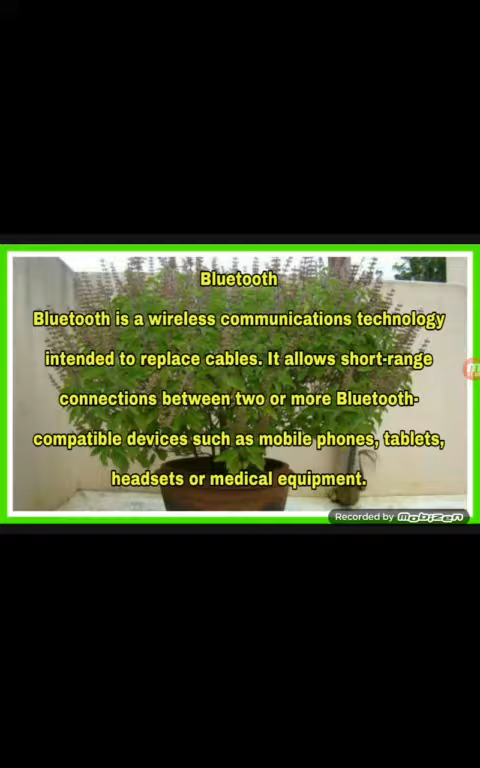 Bluetooth
Bluetooth is a wireless communications technology
intended to replace cables. It allows short-range
connections between two or more Bluetooth-
compatible devices such as mobile phones, tablets,
headsets or medical equipment.
Recorded by mobizen